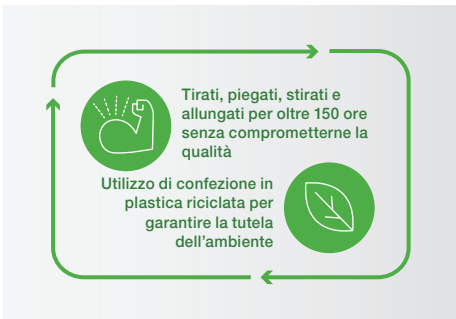 Tirati, piegati, stirati e
allungati per oltre 150 ore
senza comprometterne la
qualità
Utilizzo di confezione in
plastica riciclata per
garantire la tutela
dell'ambiente